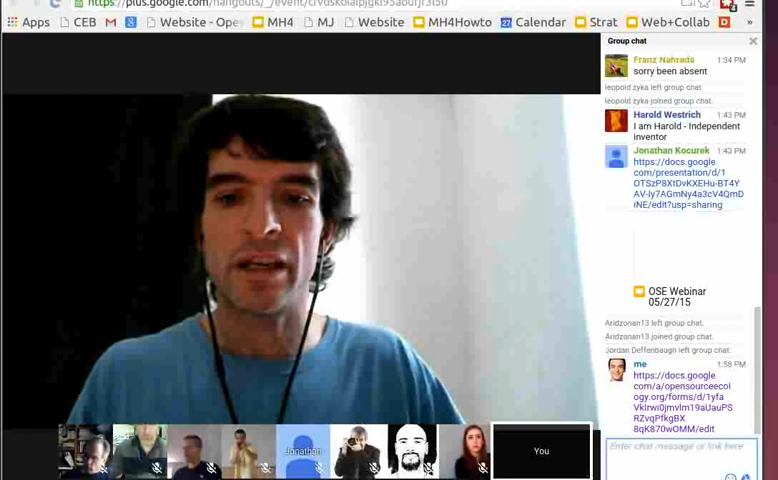 https://plus.google.com/hangouts/_/event/
Apps CEB Website - Ope MH4 MJ Website MH4Howto Calendar Strat Web+Collab »
Group chat
Franz Nahrada 1:34 PM
sorry been absent
leopold zyka left group chat.
leopold zyka joined group chat.
Harold Westrich 1:43 PM
I am Harold - Independent
inventor
Jonathan Kocurek 1:43 PM
https://docs.google
.com/presentation/d/1
OTSzP8XtDvKXEHu-BT4Y
AV-Iy7AGmNy4a3cV4QmD
iNE/edit?usp=sharing
OSE Webinar
05/27/15
Aridzonan13 left group chat.
Aridzonan13 joined group chat.
Jordan Deffenbaugh left group chat.
me 1:58 PM
https://docs.google
.com/a/opensourceecol
ogy.org/forms/d/1yfa
VkIrwi0jmvlm19aUauPS
RZvqPfkgBX
8qK870wOMM/edit
Enter chat message or link here
Jonathan
You